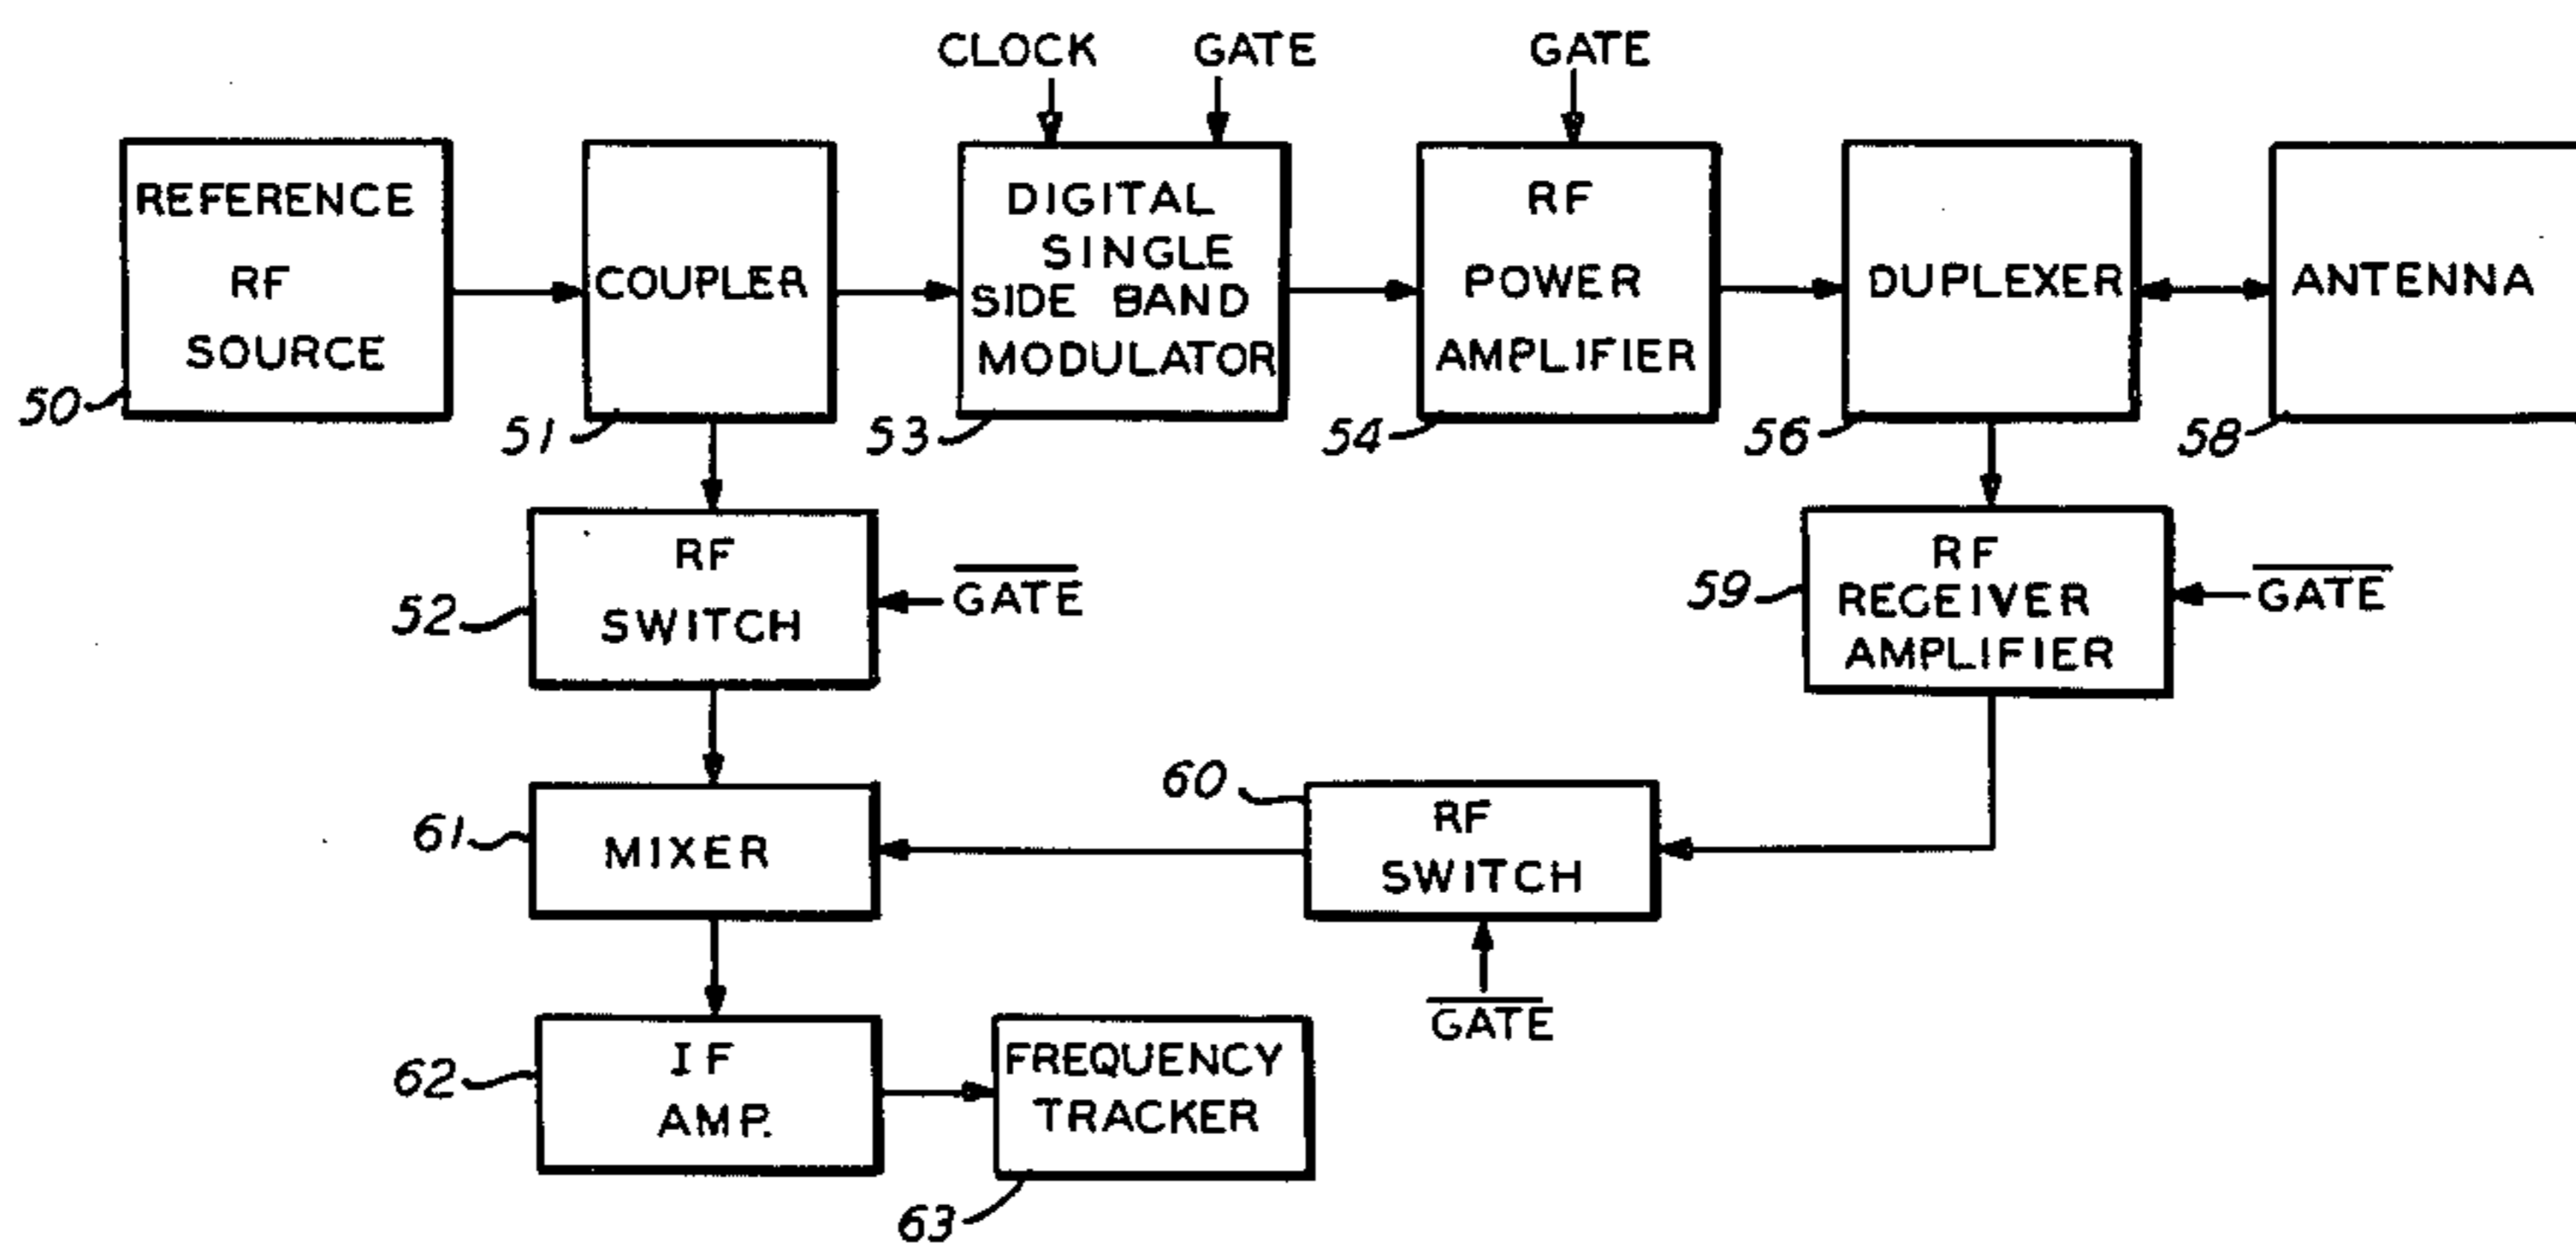 CLOCK
GATE
GATE
REFERENCE
RF
SOURCE
50
COUPLER
51
DIGITAL
SINGLE
SIDE BAND
MODULATOR
53
RF
POWER
AMPLIFIER
54
DUPLEXER
56
ANTENNA
58
RF
SWITCH
52
GATE
RF
RECEIVER
AMPLIFIER
59
GATE
MIXER
61
60
RF
SWITCH
GATE
IF
AMP.
62
FREQUENCY
TRACKER
63